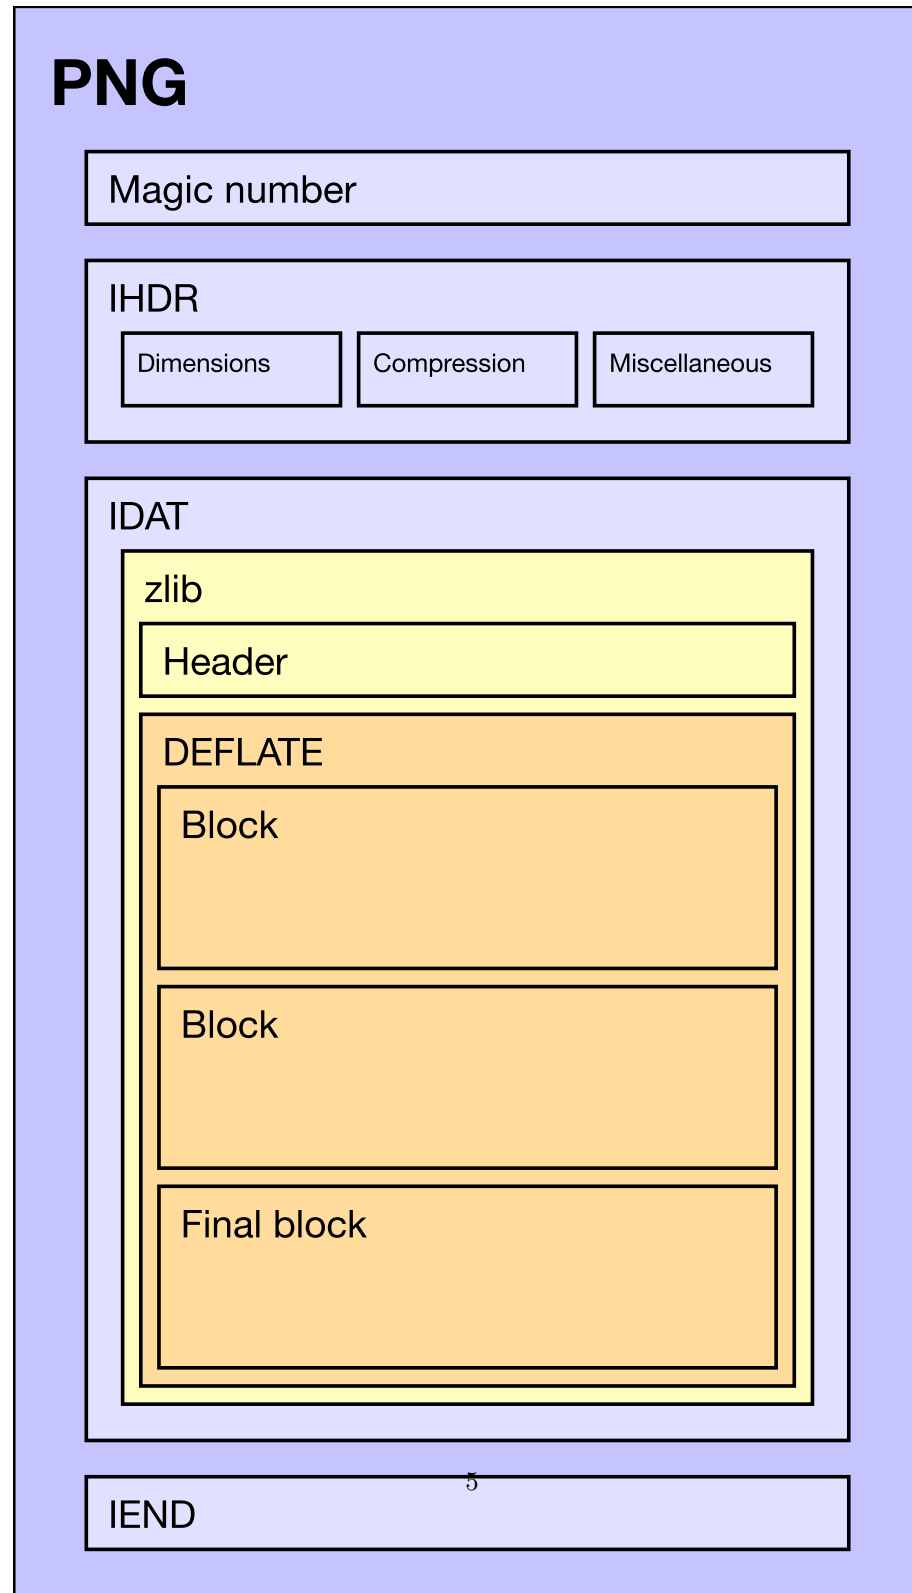 PNG
Magic number
IHDR
Dimensions Compression Miscellaneous
IDAT
zlib
Header
DEFLATE
Block
Block
Final block
5
IEND